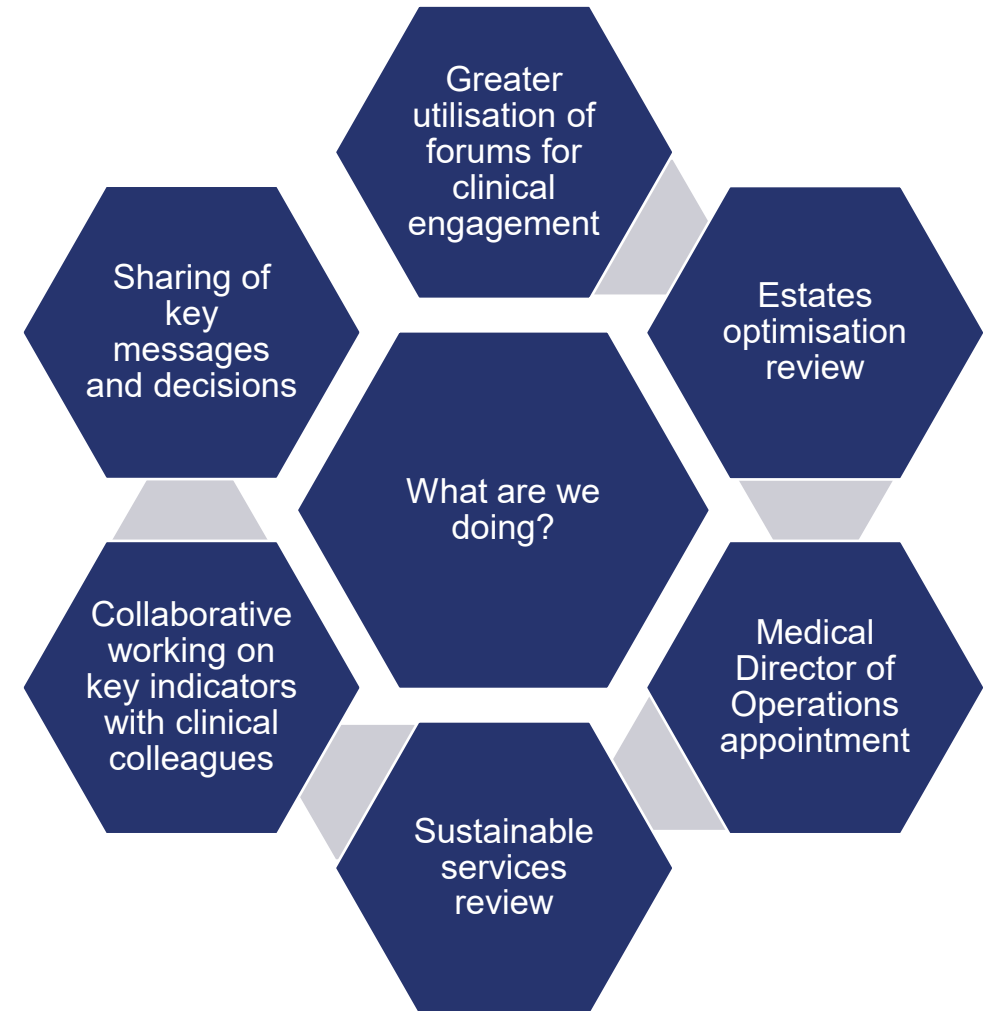 Greater
utilisation of
forums for
clinical
engagement
Estates
optimisation
review
Medical
Director of
Operations
appointment
Sustainable
services
review
Collaborative
working on
key indicators
with clinical
colleagues
Sharing of
key
messages
and decisions
What are we
doing?